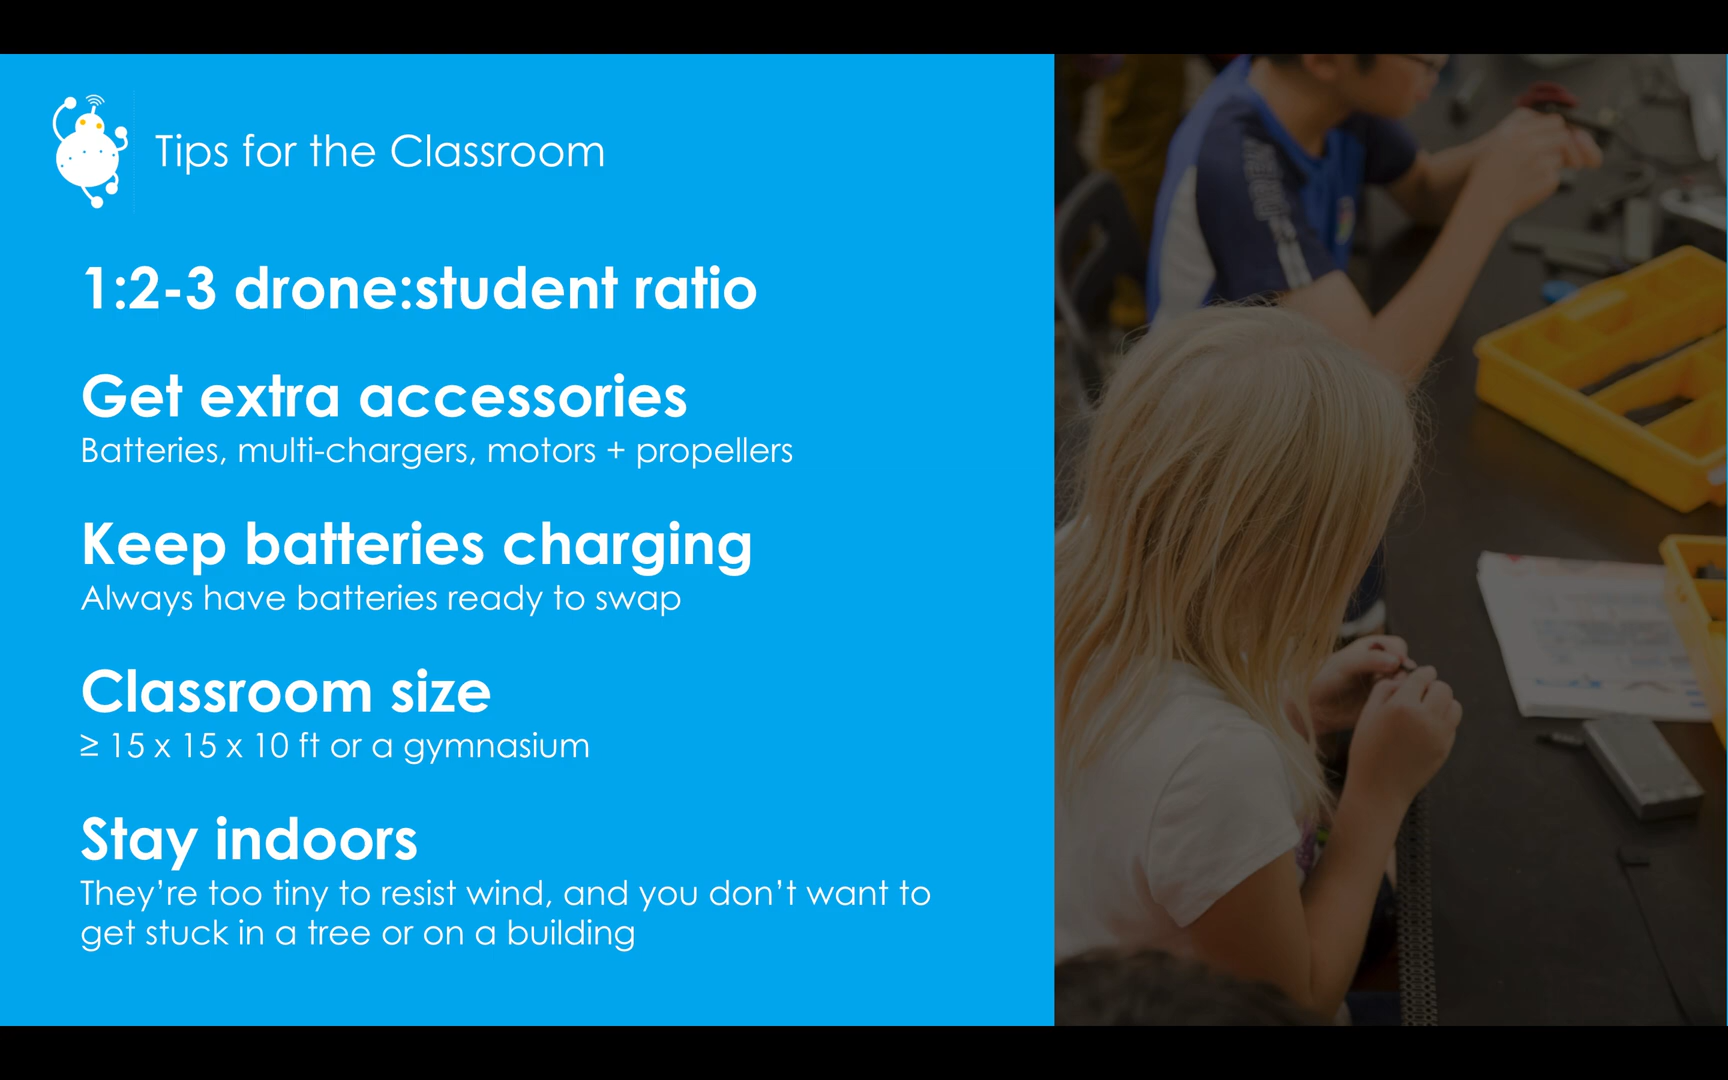 Tips for the Classroom
1:2-3 drone:student ratio
Get extra accessories
Batteries, multi-chargers, motors + propellers
Keep batteries charging
Always have batteries ready to swap
Classroom size
≥ 15 x 15 x 10 ft or a gymnasium
Stay indoors
They’re too tiny to resist wind, and you don’t want to
get stuck in a tree or on a building